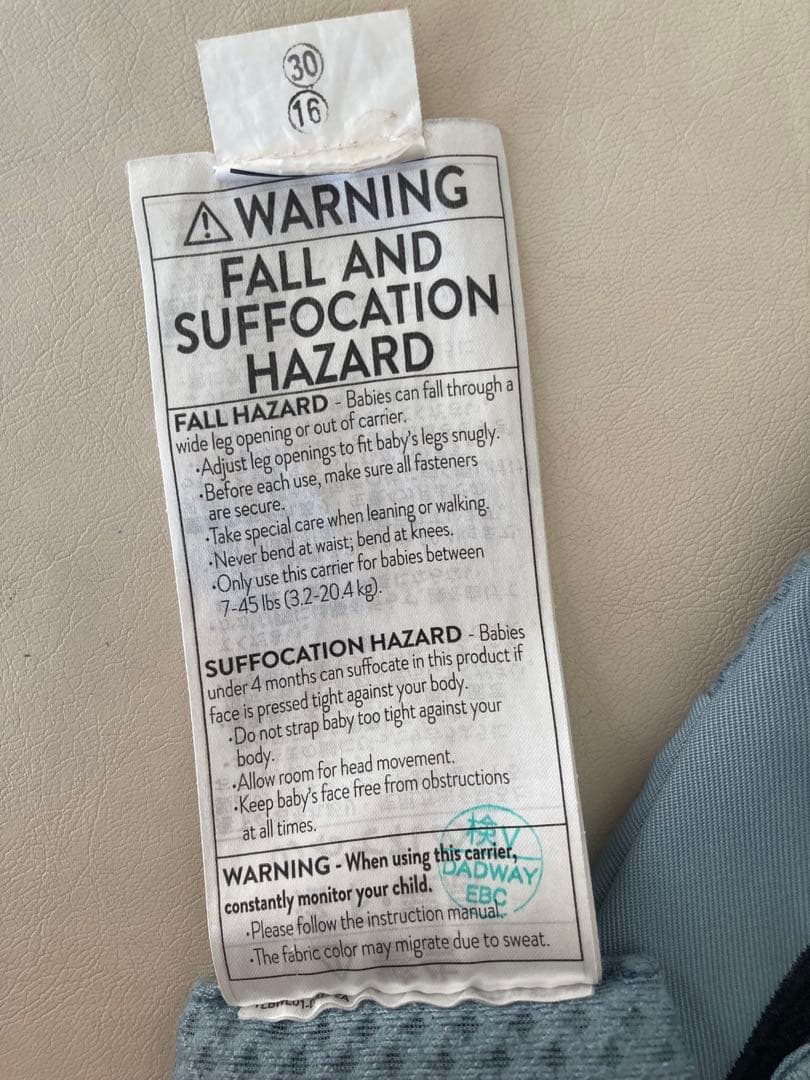 30
16
WARNING
FALL AND
SUFFOCATION
HAZARD
FALL HAZARD - Babies can fall through a
wide leg opening or out of carrier.
•Adjust leg openings to fit baby's legs snugly.
•Before each use, make sure all fasteners
are secure.
•Take special care when leaning or walking.
•Never bend at waist; bend at knees.
•Only use this carrier for babies between
7-45 lbs (3.2-20.4 kg).
SUFFOCATION HAZARD - Babies
under 4 months can suffocate in this product if
face is pressed tight against your body.
•Do not strap baby too tight against your
body.
•Allow room for head movement.
•Keep baby's face free from obstructions
at all times.
検 V
DADWAY
EBC
WARNING - When using this carrier,
constantly monitor your child.
•Please follow the instruction manual.
•The fabric color may migrate due to sweat.